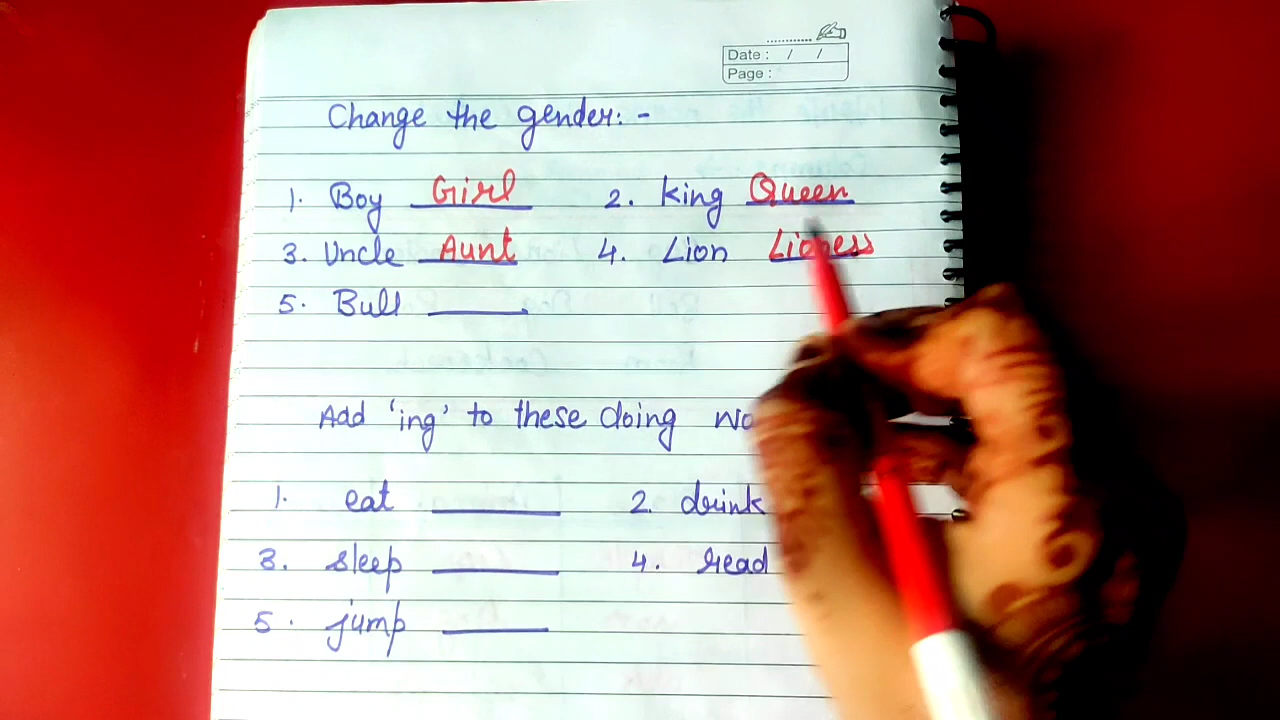 Date : / /
Page :
Change the gender: -
1. Boy Girl 2. King Queen
3. Uncle Aunt 4. Lion Lioness
5. Bull
Add 'ing' to these doing
1. eat 2. drink
3. sleep 4. read
5. jump